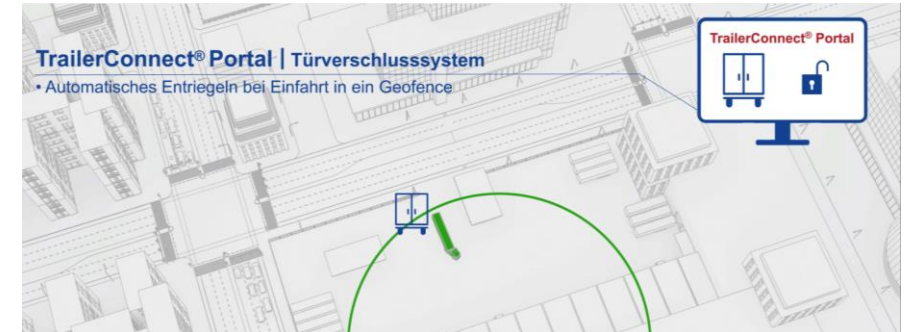 TrailerConnect® Portal | Türverschlusssystem
• Automatisches Entriegeln bei Einfahrt in ein Geofence
TrailerConnect® Portal